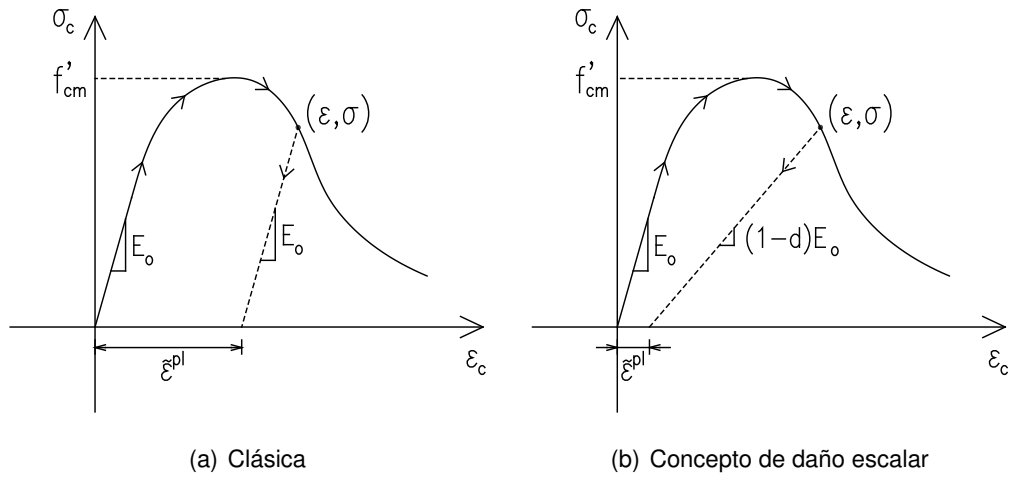 σc
f'cm
(ε,σ)
Eo
Eo
ε̃pl
εc
(a) Clásica
σc
f'cm
(ε,σ)
Eo
(1-d)Eo
ε̃pl
εc
(b) Concepto de daño escalar